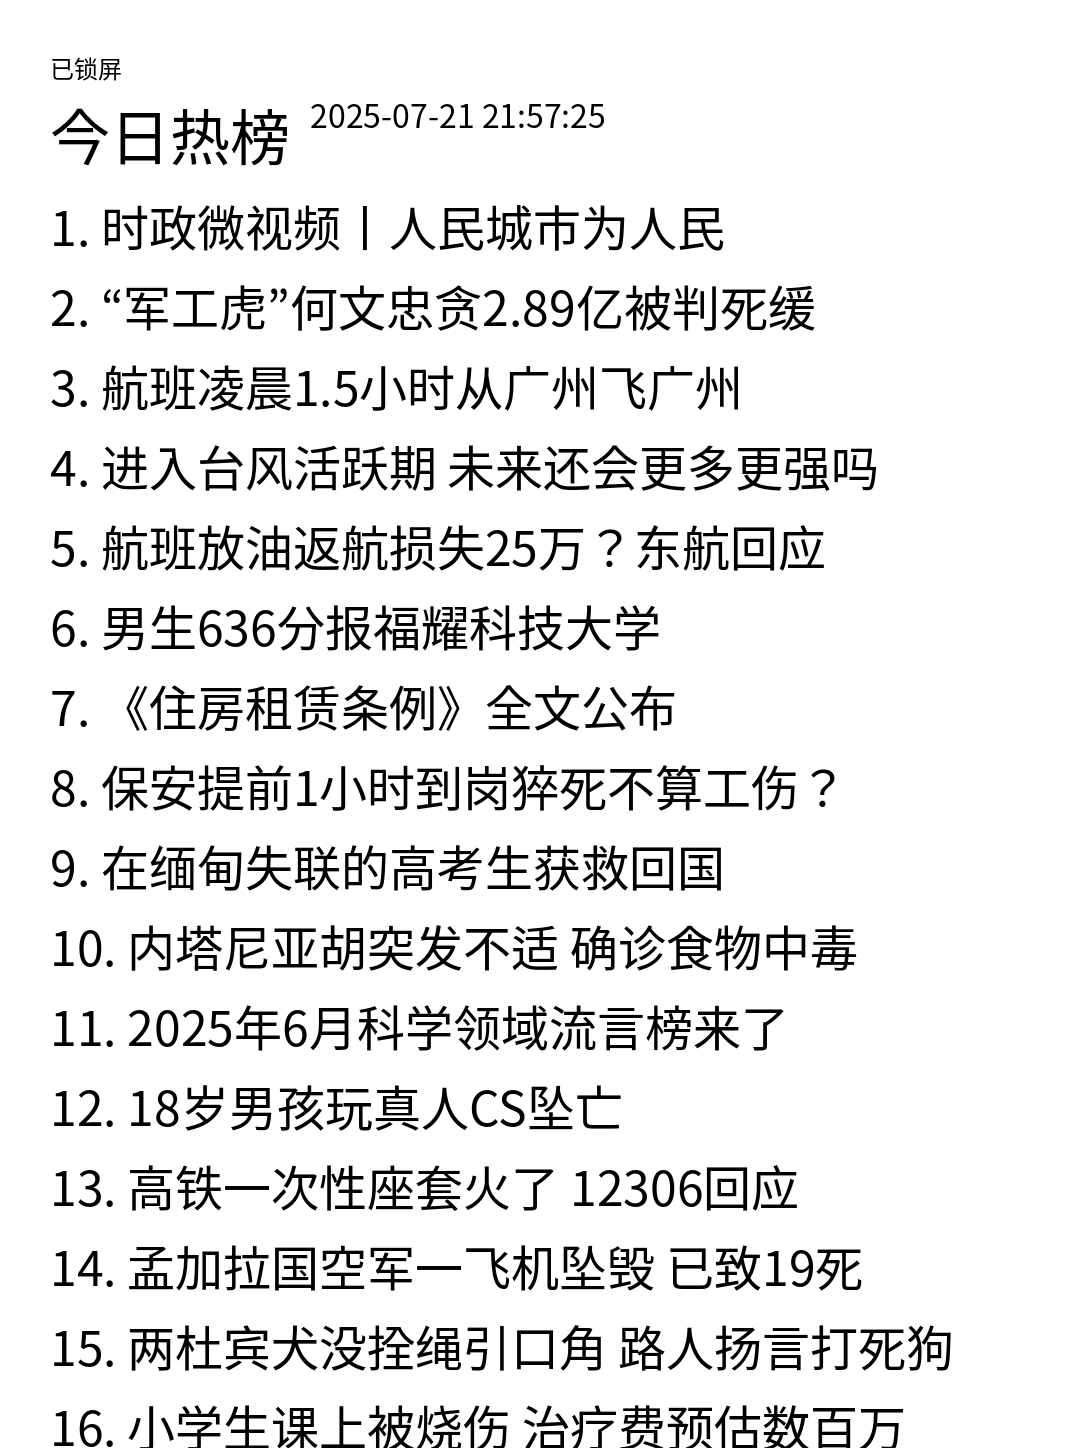 已锁屏
今日热榜 2025-07-21 21:57:25
1. 时政微视频丨人民城市为人民
2. “军工虎”何文忠贪2.89亿被判死缓
3. 航班凌晨1.5小时从广州飞广州
4. 进入台风活跃期 未来还会更多更强吗
5. 航班放油返航损失25万？东航回应
6. 男生636分报福耀科技大学
7. 《住房租赁条例》全文公布
8. 保安提前1小时到岗猝死不算工伤？
9. 在缅甸失联的高考生获救回国
10. 内塔尼亚胡突发不适 确诊食物中毒
11. 2025年6月科学领域流言榜来了
12. 18岁男孩玩真人CS坠亡
13. 高铁一次性座套火了 12306回应
14. 孟加拉国空军一飞机坠毁 已致19死
15. 两杜宾犬没拴绳引口角 路人扬言打死狗
16. 小学生课上被烧伤 治疗费预估数百万